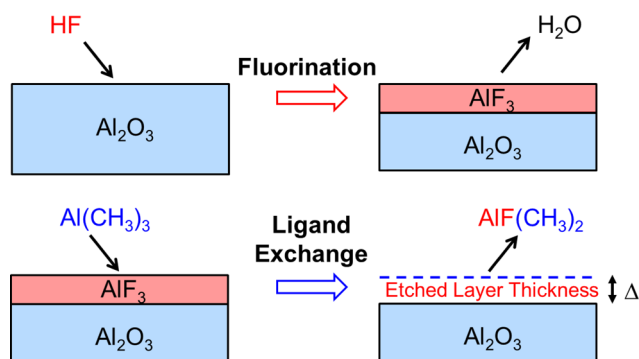 HF
H₂O
Fluorination
AlF₃
Al₂O₃
Al₂O₃
Al(CH₃)₃
Ligand
Exchange
AlF(CH₃)₂
AlF₃
Etched Layer Thickness
Δ
Al₂O₃
Al₂O₃